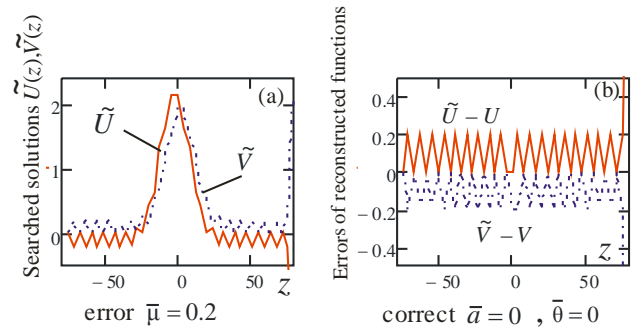 Searched solutions Ũ(z),Ṽ(z)
2
1
0
(a)
Ũ
Ṽ
−50
0
50
z
error μ̄ = 0.2
Errors of reconstructed functions
0.4
0.2
0
−0.2
−0.4
(b)
Ũ − U
Ṽ − V
z
−50
0
50
correct ā = 0 , θ̄ = 0